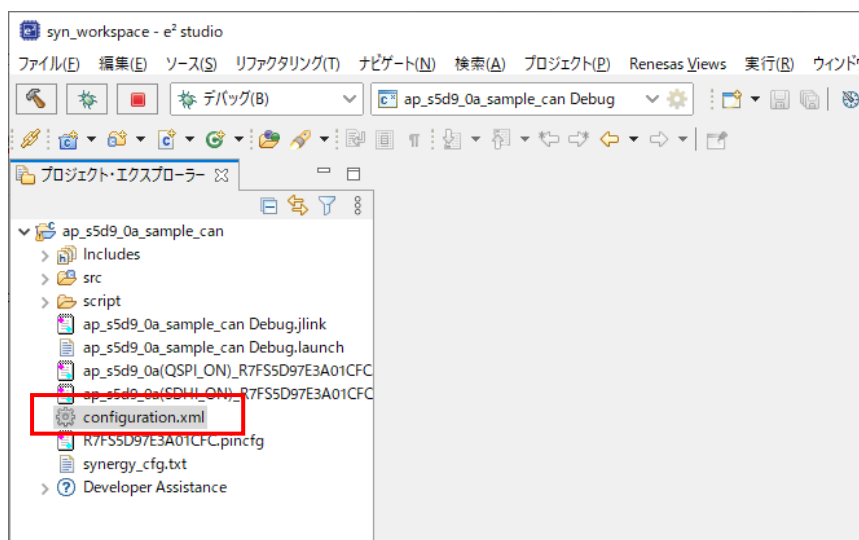 syn_workspace - e² studio
ファイル(F) 編集(E) ソース(S) リファクタリング(T) ナビゲート(N) 検索(A) プロジェクト(P) Renesas Views 実行(R) ウィンドウ
デバッグ(B) ap_s5d9_0a_sample_can Debug
プロジェクト・エクスプローラー
ap_s5d9_0a_sample_can
Includes
src
script
ap_s5d9_0a_sample_can Debug.jlink
ap_s5d9_0a_sample_can Debug.launch
ap_s5d9_0a(QSPI_ON)_R7FS5D97E3A01CFC
ap_s5d9_0a(SDHI_ON)_R7FS5D97E3A01CFC
configuration.xml
R7FS5D97E3A01CFC.pincfg
synergy_cfg.txt
Developer Assistance